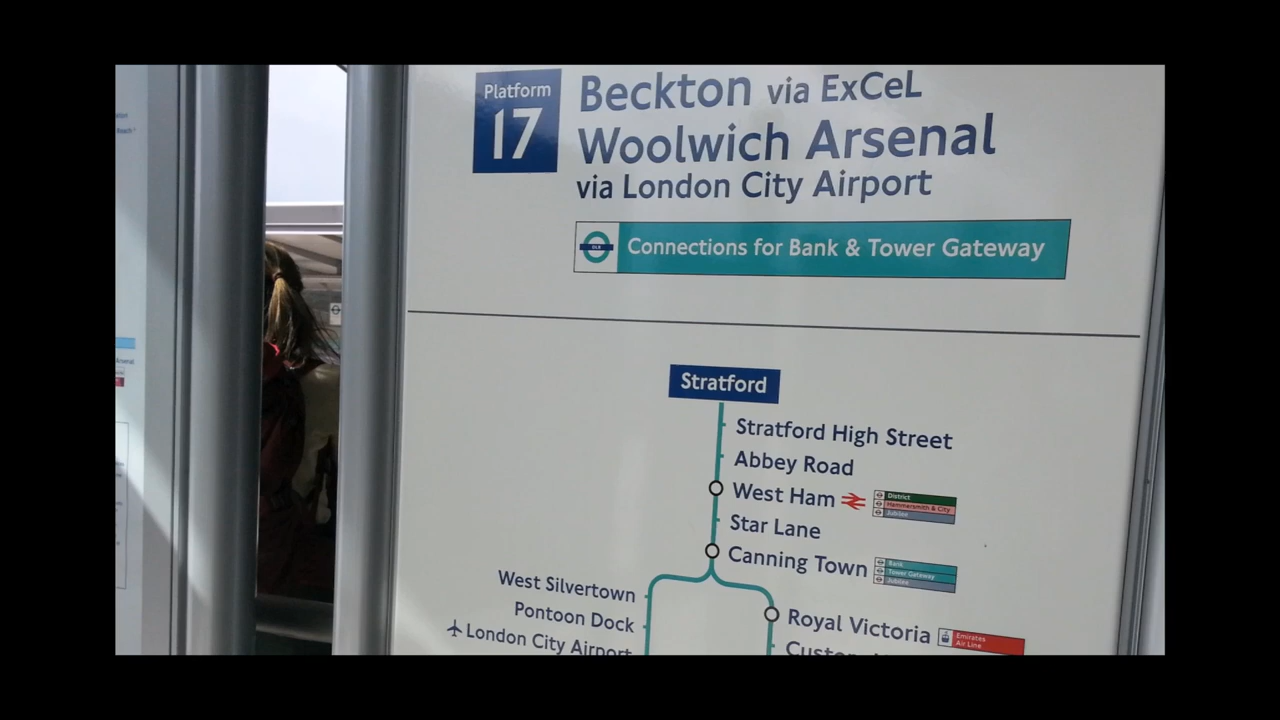 Platform
17
Beckton via ExCeL
Woolwich Arsenal
via London City Airport
DLR
Connections for Bank & Tower Gateway
Stratford
Stratford High Street
Abbey Road
West Ham
District
Hammersmith & City
Jubilee
Star Lane
Canning Town
Bank
Tower Gateway
Jubilee
West Silvertown
Pontoon Dock
London City Airport
Royal Victoria
Emirates
Air Line